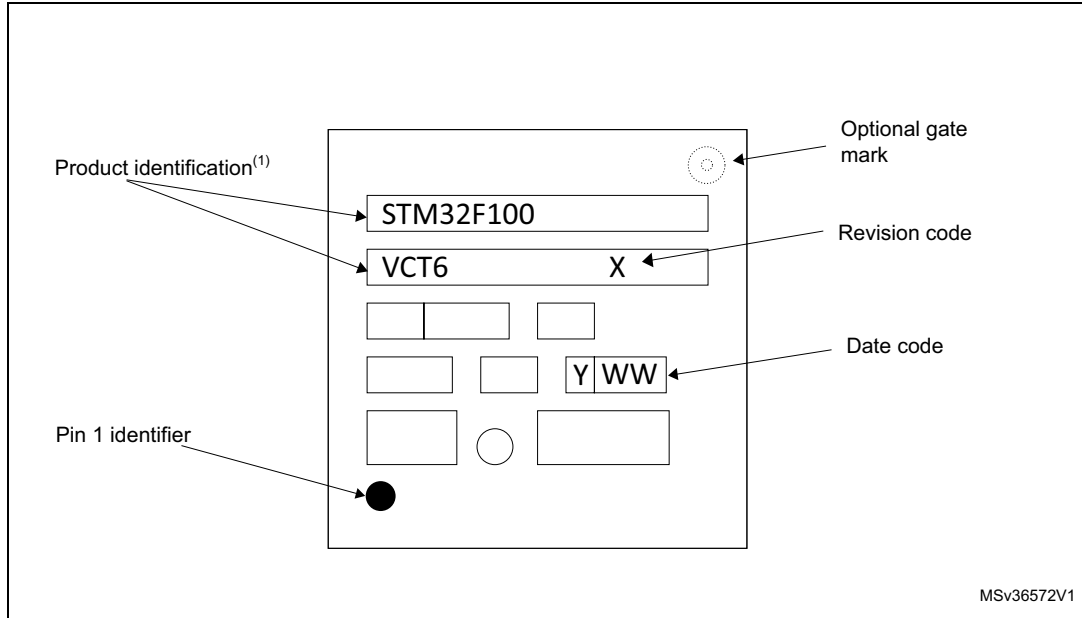 Optional gate
mark
Product identification(1)
STM32F100
Revision code
VCT6 X
Date code
Y WW
Pin 1 identifier
MSv36572V1